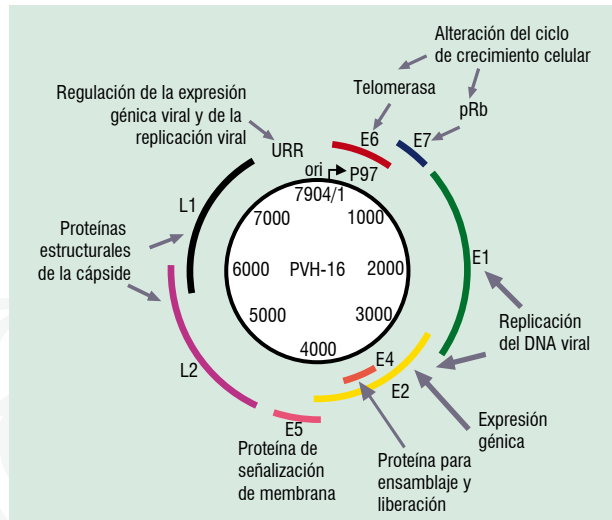 Alteración del ciclo
de crecimiento celular
Telomerasa
pRb
Regulación de la expresión
génica viral y de la
replicación viral
URR
E6
E7
ori
P97
7904/1
1000
2000
3000
4000
5000
6000
7000
PVH-16
L1
Proteínas
estructurales
de la cápside
L2
E1
Replicación
del DNA viral
E4
E2
Expresión
génica
E5
Proteína de
señalización
de membrana
Proteína para
ensamblaje y
liberación